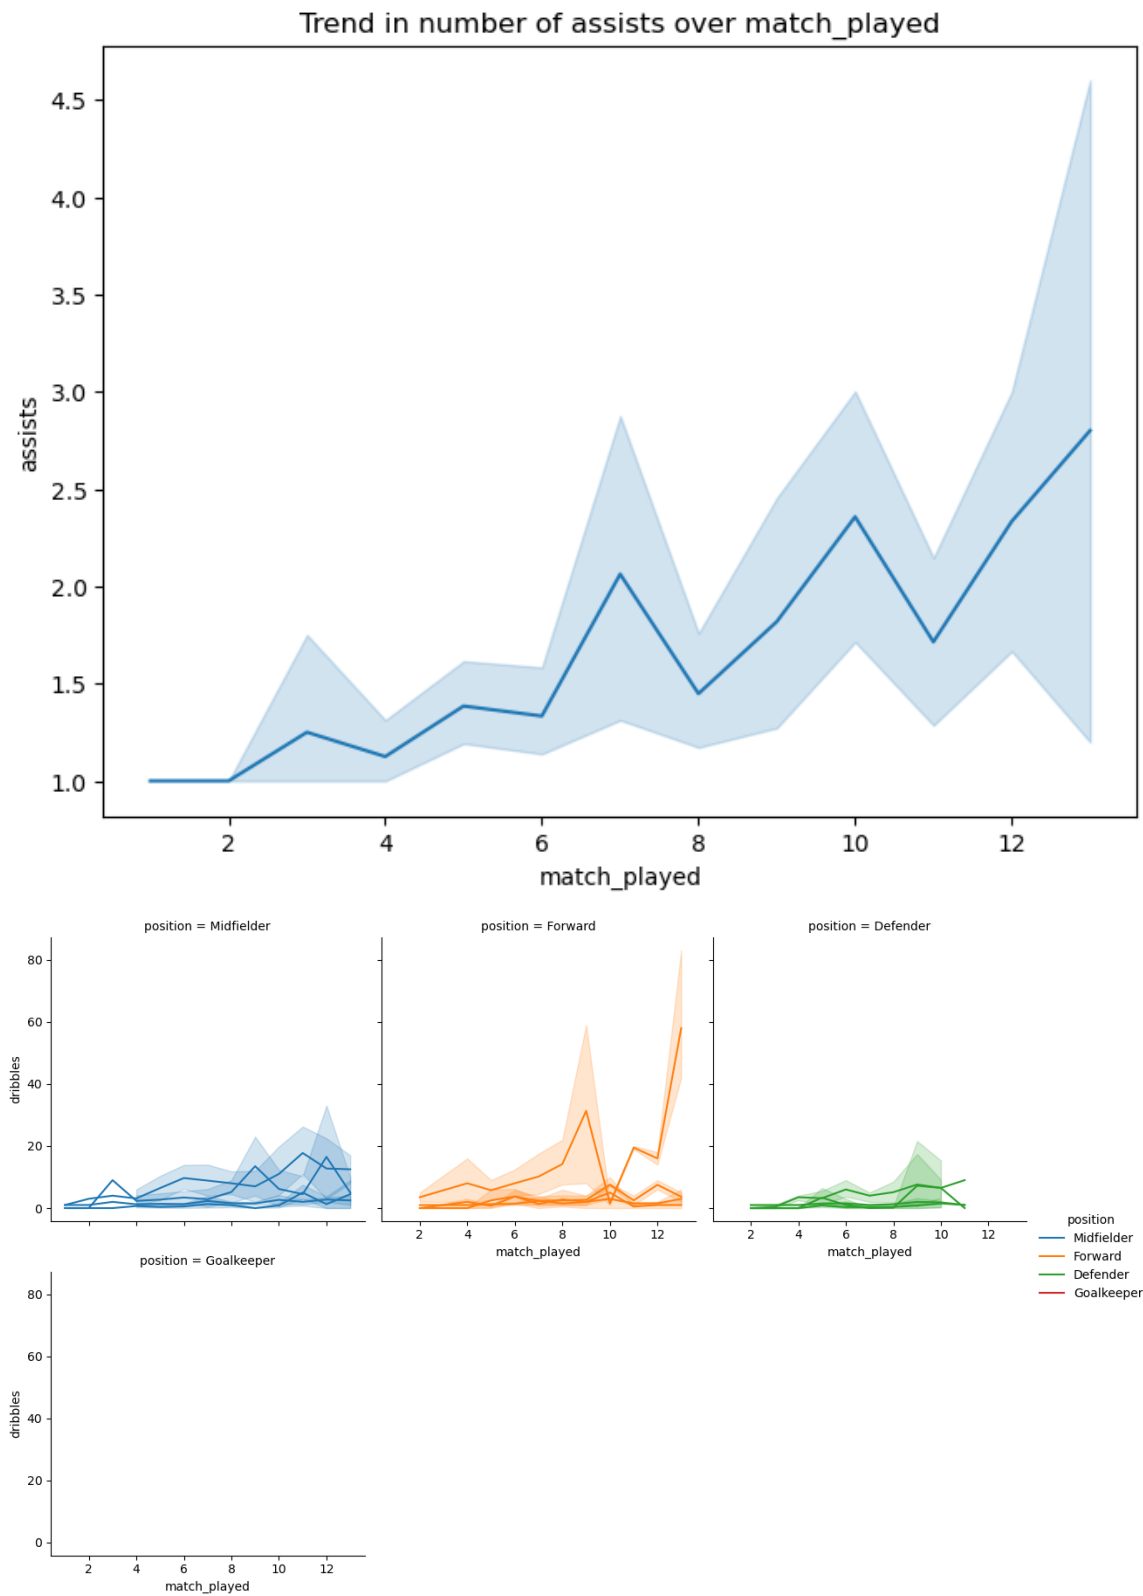 Trend in number of assists over match_played
4.5
4.0
3.5
3.0
2.5
2.0
1.5
1.0
assists
2 4 6 8 10 12
match_played
position = Midfielder position = Forward position = Defender
80
60
40
20
0
dribbles
2 4 6 8 10 12 2 4 6 8 10 12
match_played match_played
position
Midfielder
Forward
Defender
Goalkeeper
position = Goalkeeper
80
60
40
20
0
dribbles
2 4 6 8 10 12
match_played